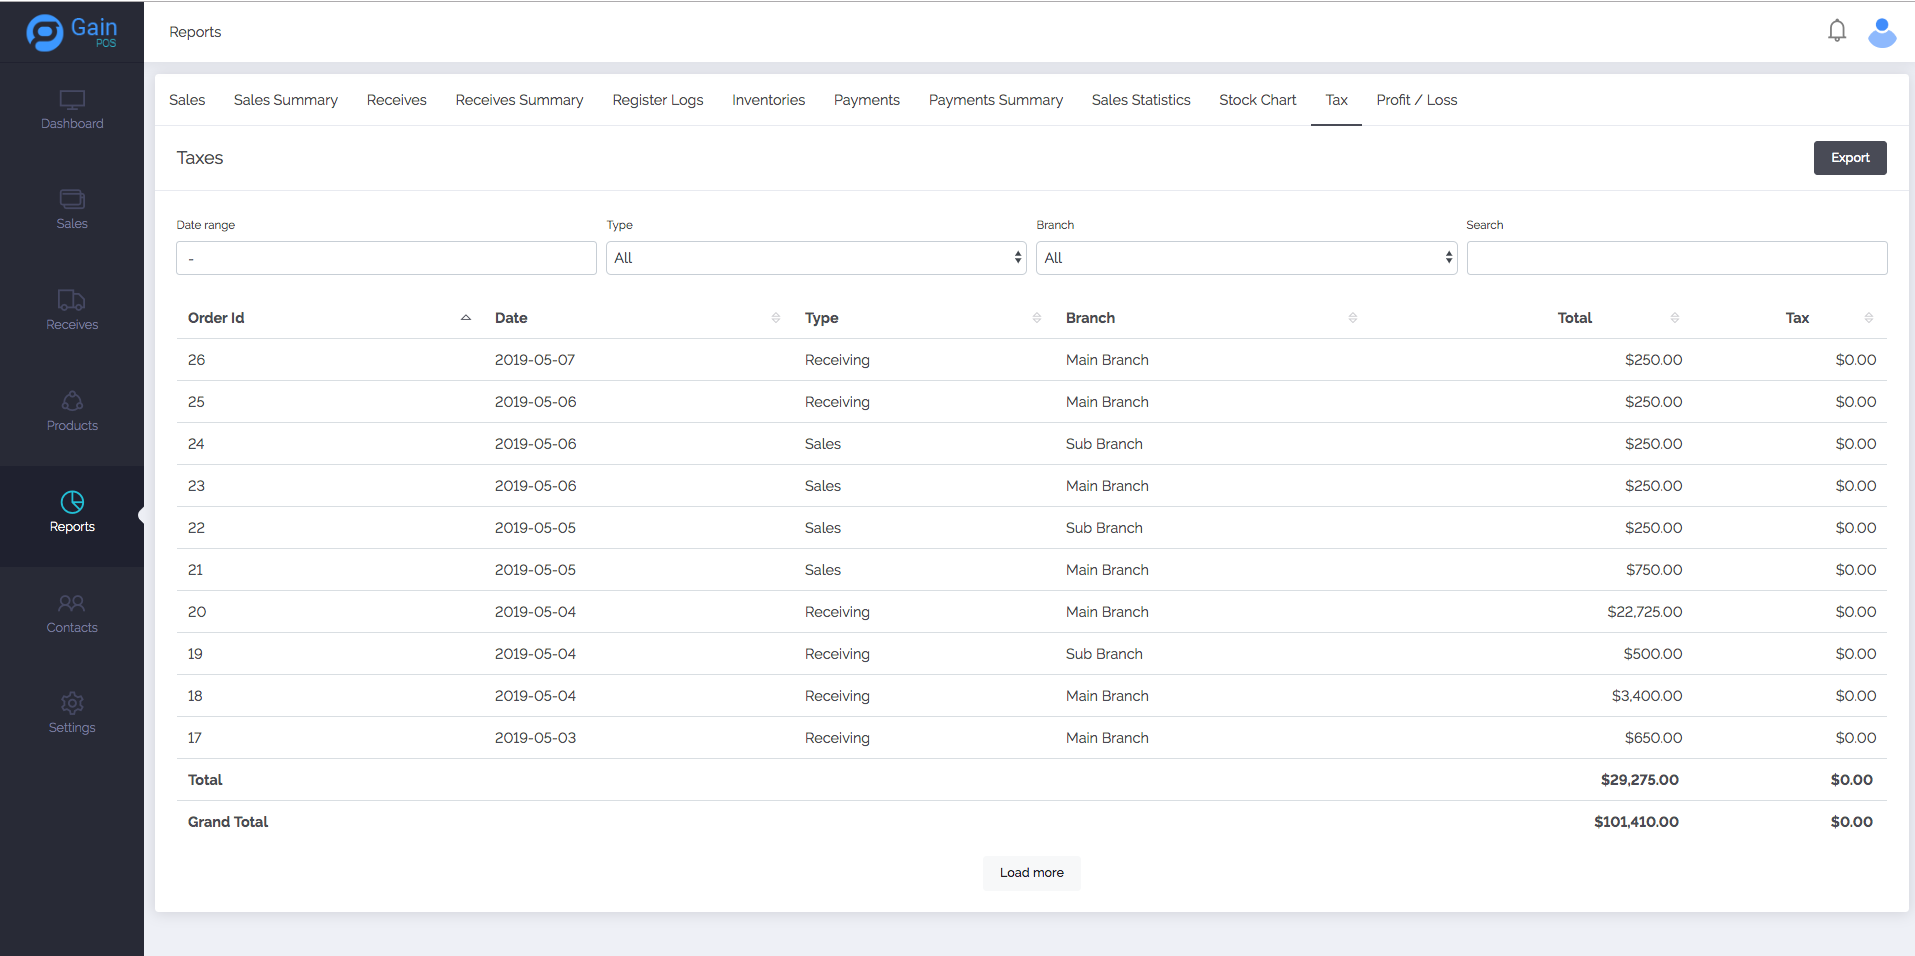 Gain
POS
Reports
Dashboard
Sales
Receives
Products
Reports
Contacts
Settings
Sales Sales Summary Receives Receives Summary Register Logs Inventories Payments Payments Summary Sales Statistics Stock Chart Tax Profit / Loss
Taxes Export
Date range Type Branch Search
- All All
Order Id Date Type Branch Total Tax
26 2019-05-07 Receiving Main Branch $250.00 $0.00
25 2019-05-06 Receiving Main Branch $250.00 $0.00
24 2019-05-06 Sales Sub Branch $250.00 $0.00
23 2019-05-06 Sales Main Branch $250.00 $0.00
22 2019-05-05 Sales Sub Branch $250.00 $0.00
21 2019-05-05 Sales Main Branch $750.00 $0.00
20 2019-05-04 Receiving Main Branch $22,725.00 $0.00
19 2019-05-04 Receiving Sub Branch $500.00 $0.00
18 2019-05-04 Receiving Main Branch $3,400.00 $0.00
17 2019-05-03 Receiving Main Branch $650.00 $0.00
Total $29,275.00 $0.00
Grand Total $101,410.00 $0.00
Load more